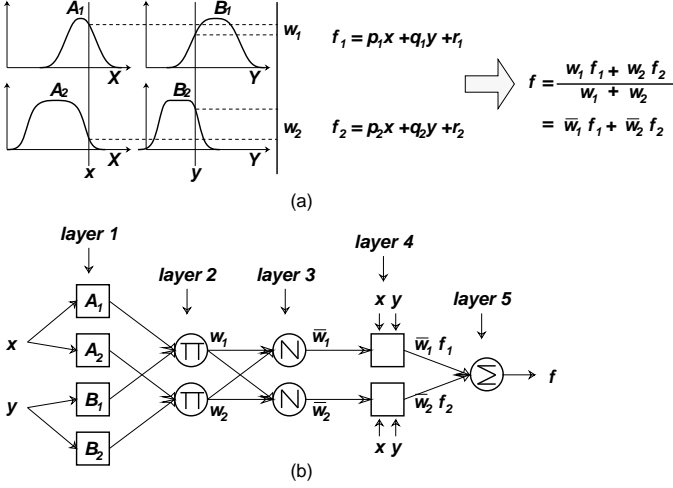 A₁ B₁ w₁ f₁ = p₁x +q₁y +r₁
X Y
A₂ B₂ w₂ f₂ = p₂x +q₂y +r₂
X Y
x y
f = (w₁ f₁ + w₂ f₂) / (w₁ + w₂)
= w̅₁ f₁ + w̅₂ f₂
(a)
layer 1
layer 2
layer 3
layer 4
layer 5
x
y
A₁
A₂
B₁
B₂
Π w₁
Π w₂
N w̅₁
N w̅₂
x y
w̅₁ f₁
w̅₂ f₂
x y
Σ f
(b)